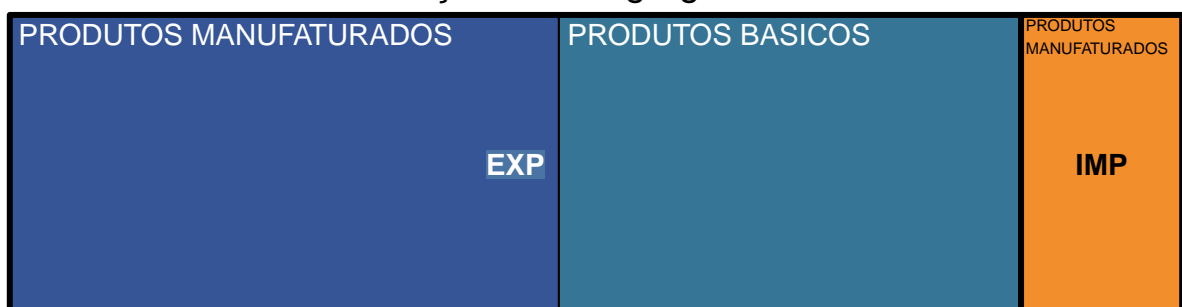 PRODUTOS MANUFATURADOS
PRODUTOS BASICOS
PRODUTOS
MANUFATURADOS
EXP
IMP